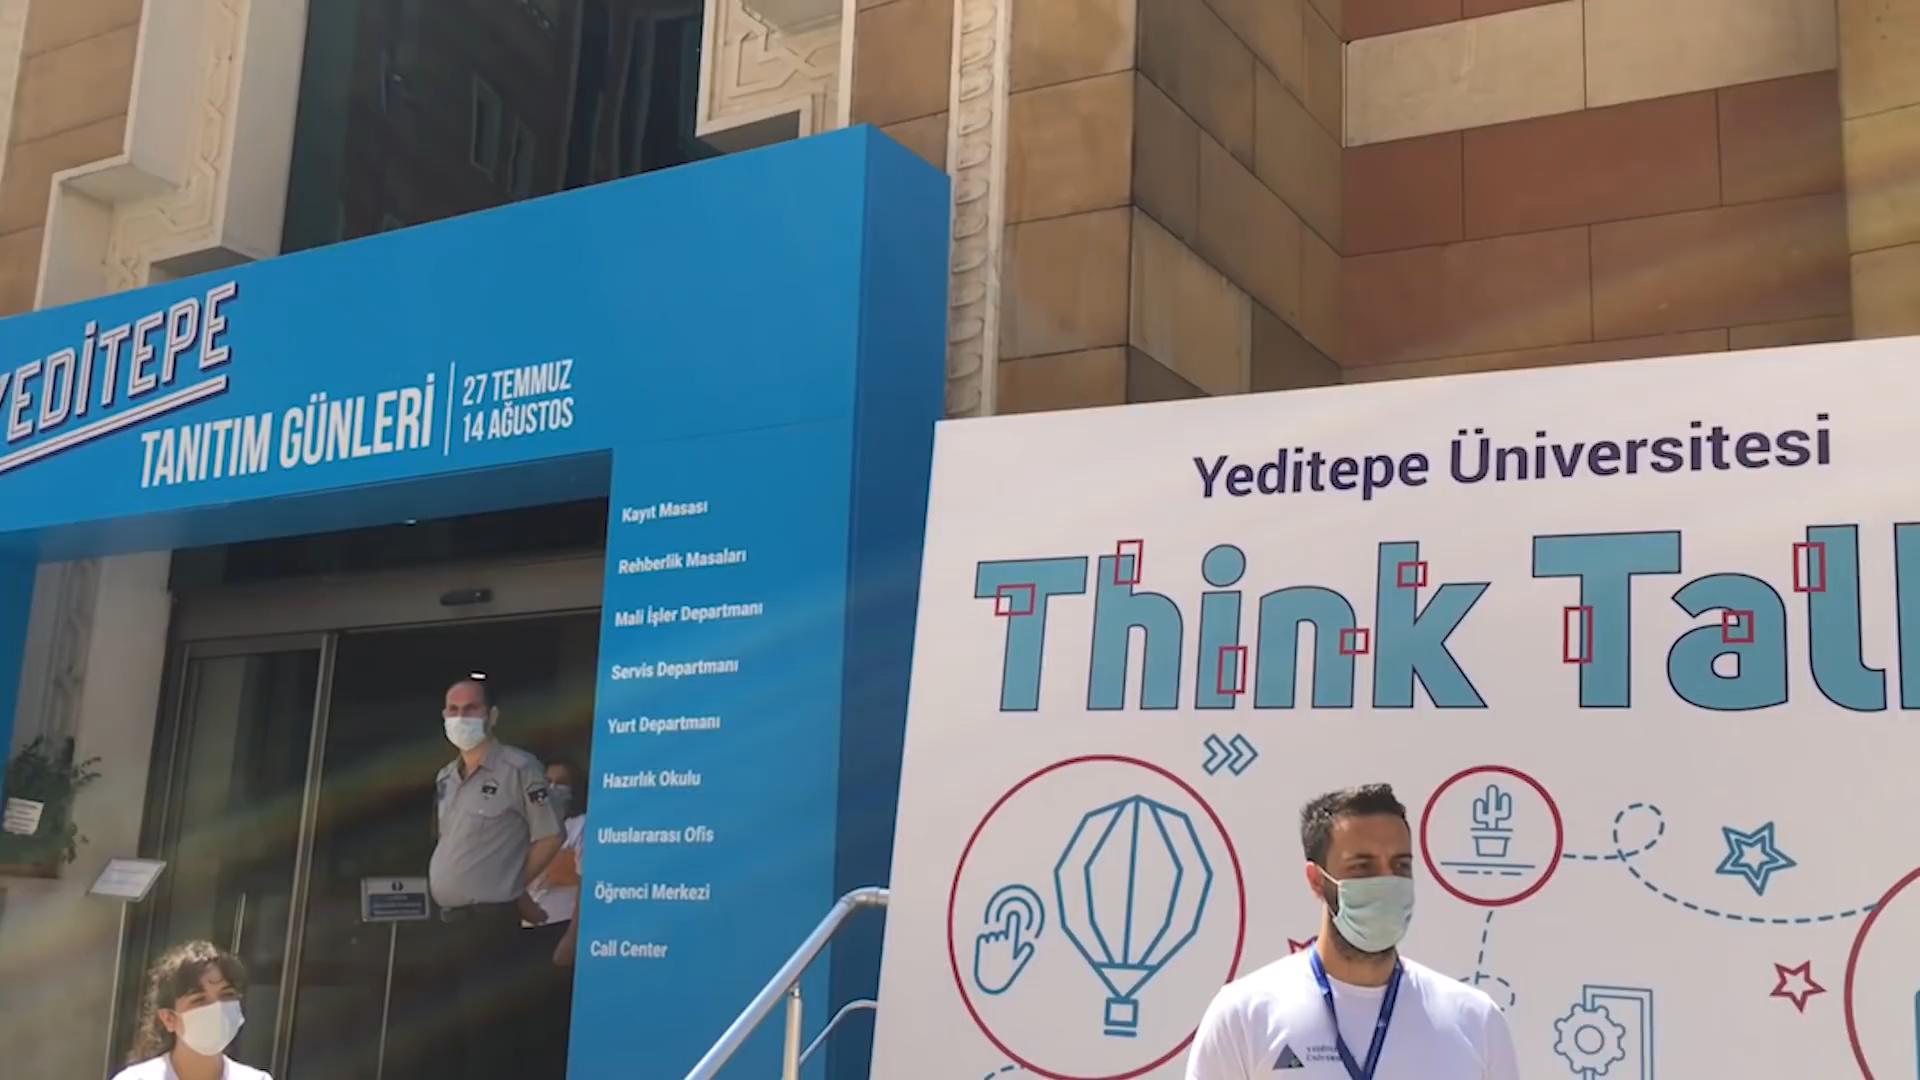 YEDİTEPE
TANITIM GÜNLERİ
27 TEMMUZ
14 AĞUSTOS
Kayıt Masası
Rehberlik Masaları
Mali İşler Departmanı
Servis Departmanı
Yurt Departmanı
Hazırlık Okulu
Uluslararası Ofis
Öğrenci Merkezi
Call Center
Yeditepe Üniversitesi
Think Tal